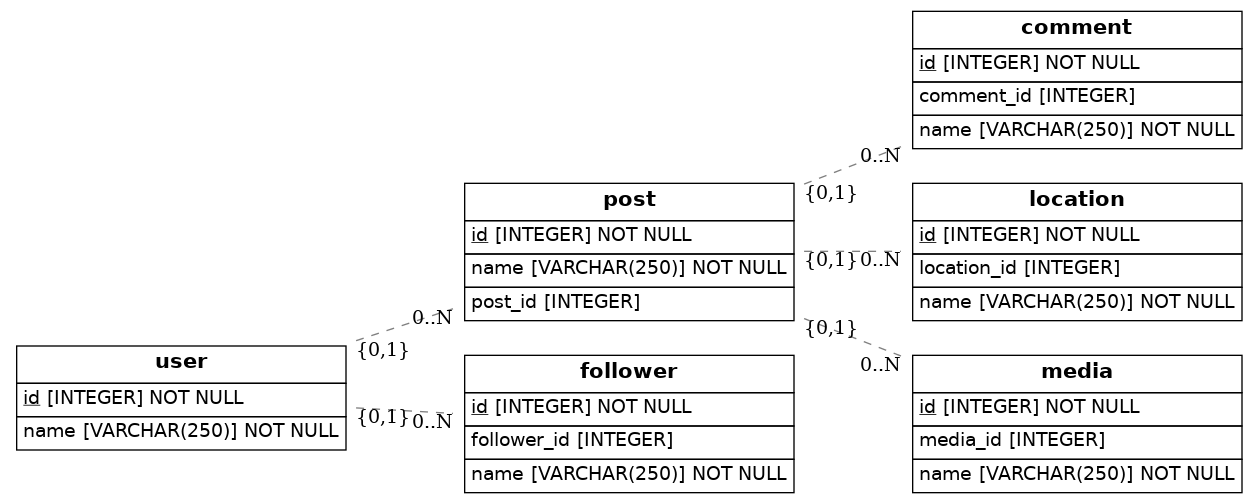 comment
id [INTEGER] NOT NULL
comment_id [INTEGER]
name [VARCHAR(250)] NOT NULL
0..N
{0,1}
post
id [INTEGER] NOT NULL
name [VARCHAR(250)] NOT NULL
post_id [INTEGER]
location
id [INTEGER] NOT NULL
location_id [INTEGER]
name [VARCHAR(250)] NOT NULL
{0,1}
0..N
0..N
{0,1}
{0,1}
0..N
user
id [INTEGER] NOT NULL
name [VARCHAR(250)] NOT NULL
{0,1}
0..N
follower
id [INTEGER] NOT NULL
follower_id [INTEGER]
name [VARCHAR(250)] NOT NULL
media
id [INTEGER] NOT NULL
media_id [INTEGER]
name [VARCHAR(250)] NOT NULL